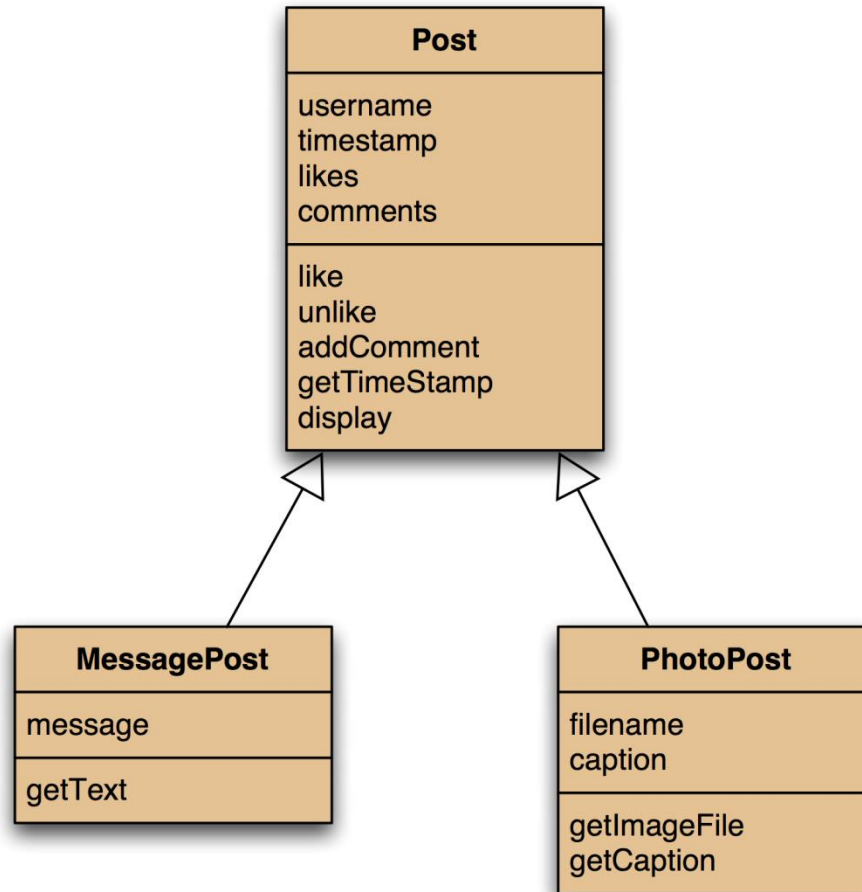 Post
username
timestamp
likes
comments
like
unlike
addComment
getTimeStamp
display
MessagePost
message
getText
PhotoPost
filename
caption
getImageFile
getCaption